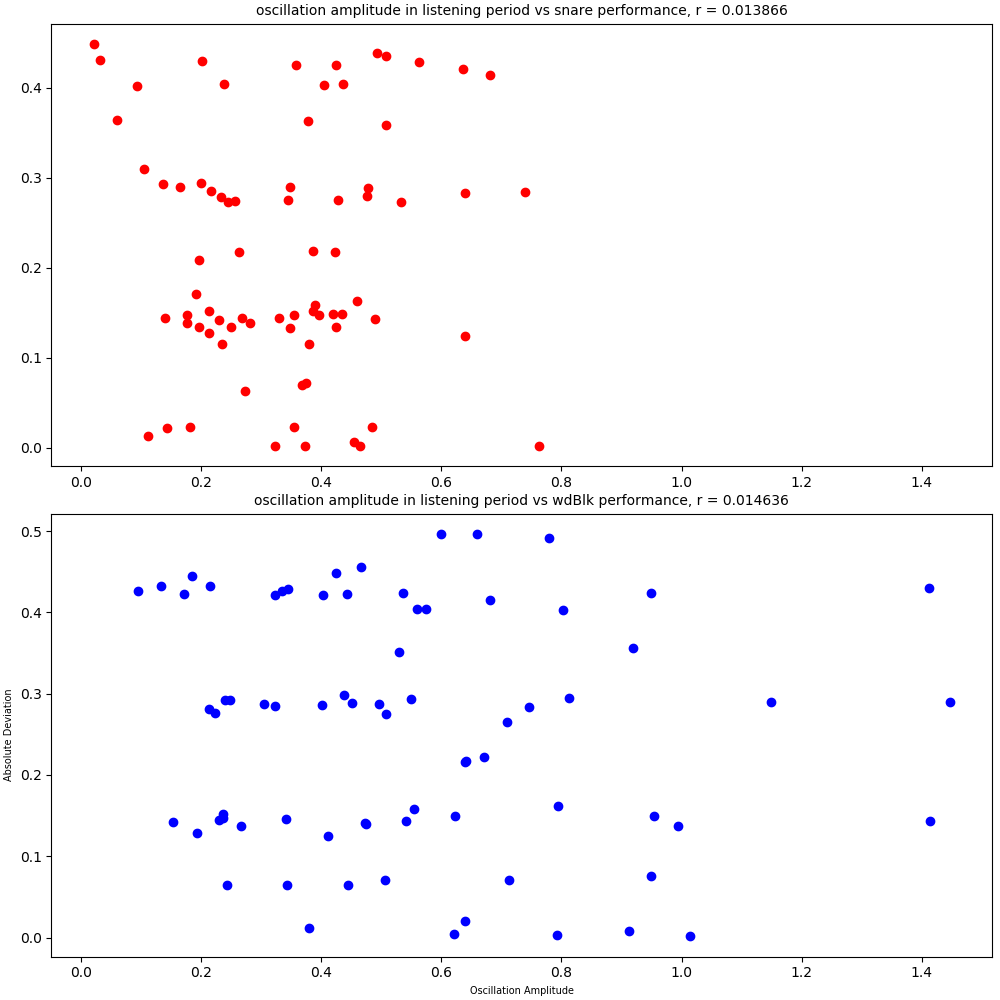 oscillation amplitude in listening period vs snare performance, r = 0.013866
0.4
0.3
0.2
0.1
0.0
0.0 0.2 0.4 0.6 0.8 1.0 1.2 1.4
oscillation amplitude in listening period vs wdBlk performance, r = 0.014636
0.5
0.4
0.3
0.2
0.1
0.0
Absolute Deviation
0.0 0.2 0.4 0.6 0.8 1.0 1.2 1.4
Oscillation Amplitude